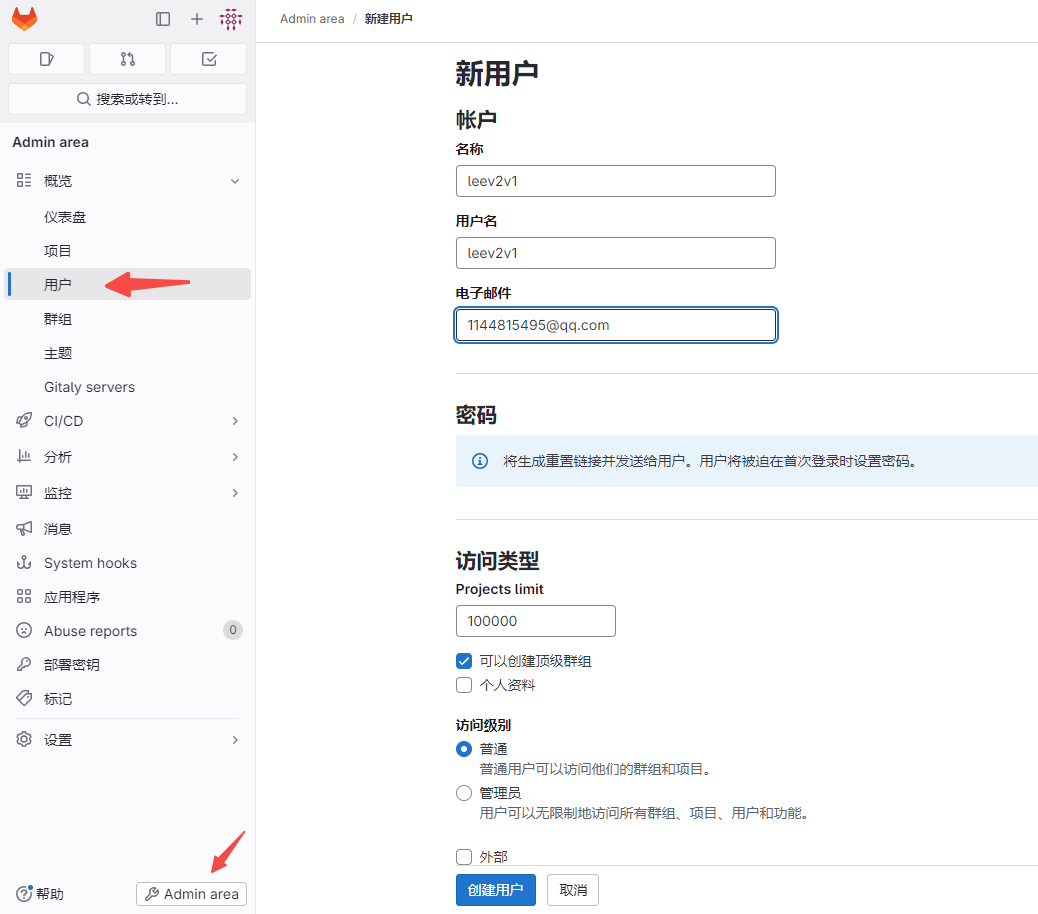 搜索或转到...
Admin area
概览
仪表盘
项目
用户
群组
主题
Gitaly servers
CI/CD
分析
监控
消息
System hooks
应用程序
Abuse reports 0
部署密钥
标记
设置
帮助
Admin area
Admin area / 新建用户
新用户
帐户
名称
leev2v1
用户名
leev2v1
电子邮件
1144815495@qq.com
密码
将生成重置链接并发送给用户。用户将被迫在首次登录时设置密码。
访问类型
Projects limit
100000
可以创建顶级群组
个人资料
访问级别
普通
普通用户可以访问他们的群组和项目。
管理员
用户可以无限制地访问所有群组、项目、用户和功能。
外部
创建用户 取消